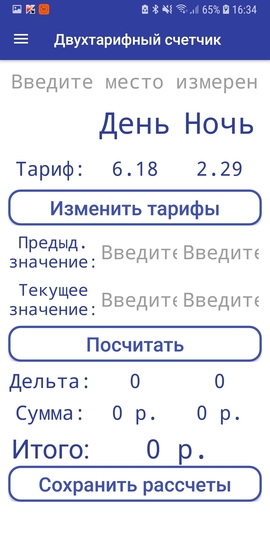 65% 16:34
Двухтарифный счетчик
Введите место измерен
День Ночь
Тариф: 6.18 2.29
Изменить тарифы
Предыд.
значение: Введите Введите
Текущее
значение: Введите Введите
Посчитать
Дельта: 0 0
Сумма: 0 р. 0 р.
Итого: 0 р.
Сохранить рассчеты